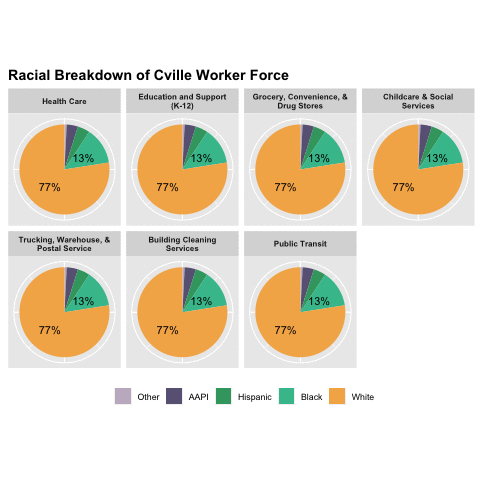 Racial Breakdown of Cville Worker Force
Health Care
Education and Support
(K-12)
Grocery, Convenience, &
Drug Stores
Childcare & Social
Services
13%
77%
13%
77%
13%
77%
13%
77%
Trucking, Warehouse, &
Postal Service
Building Cleaning
Services
Public Transit
13%
77%
13%
77%
13%
77%
Other
AAPI
Hispanic
Black
White